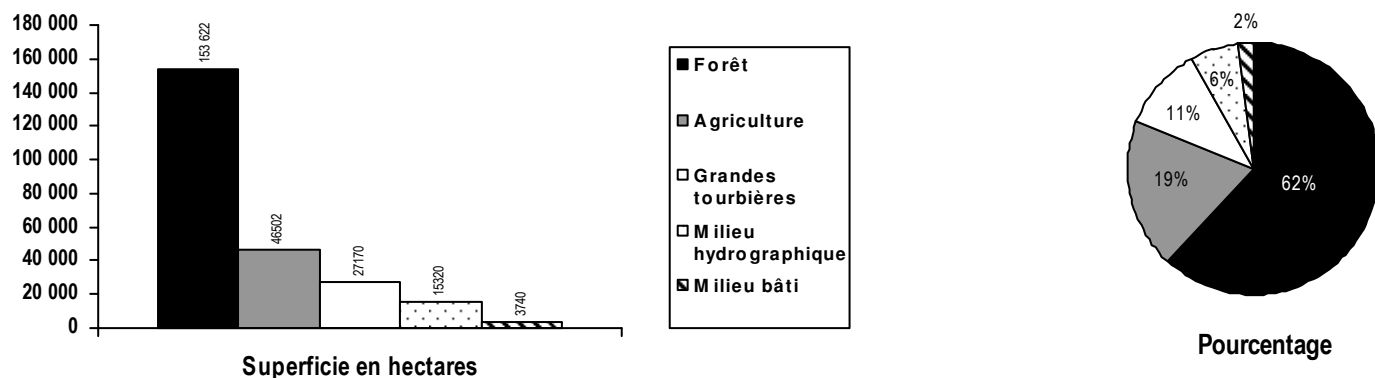 180 000
160 000
140 000
120 000
100 000
80 000
60 000
40 000
20 000
0
153 622
46502
27170
15320
3740
Superficie en hectares
Forêt
Agriculture
Grandes
tourbières
Milieu
hydrographique
Milieu bâti
2%
6%
11%
19%
62%
Pourcentage